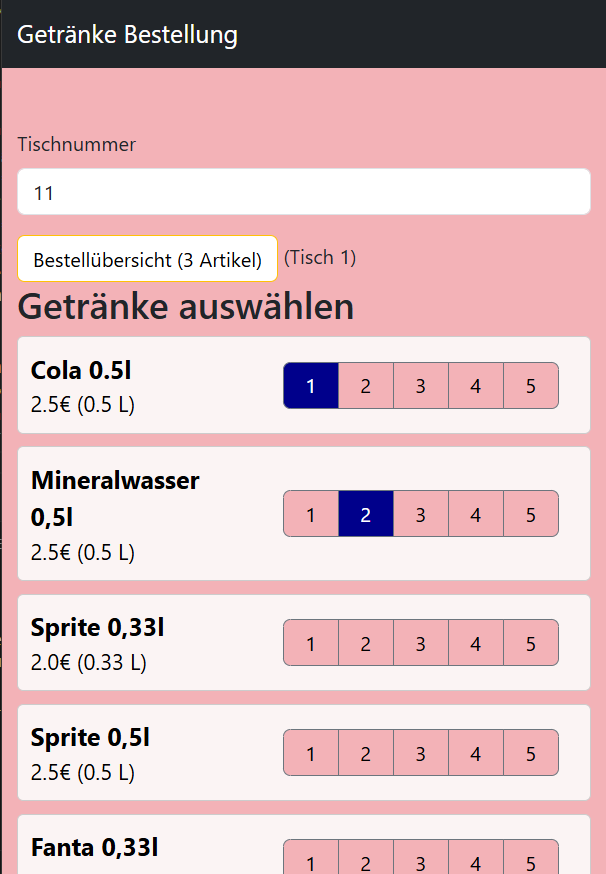 Getränke Bestellung
Tischnummer
11
Bestellübersicht (3 Artikel) (Tisch 1)
Getränke auswählen
Cola 0.5l
2.5€ (0.5 L)
1 2 3 4 5
Mineralwasser
0,5l
2.5€ (0.5 L)
1 2 3 4 5
Sprite 0,33l
2.0€ (0.33 L)
1 2 3 4 5
Sprite 0,5l
2.5€ (0.5 L)
1 2 3 4 5
Fanta 0,33l
1 2 3 4 5